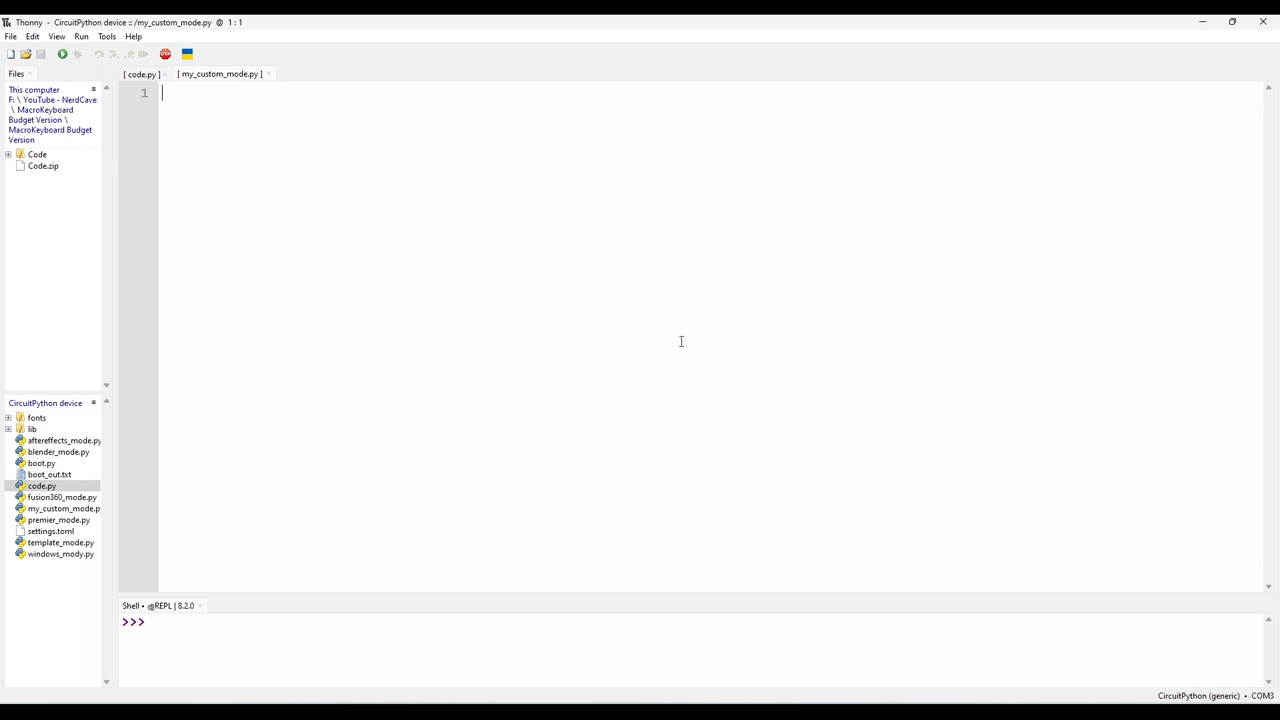 Thonny - CircuitPython device :: /my_custom_mode.py @ 1 : 1
File Edit View Run Tools Help
STOP
Files ×
[ code.py ] × [ my_custom_mode.py ] ×
This computer
F: \ YouTube - NerdCave
\ MacroKeyboard
Budget Version \
MacroKeyboard Budget
Version
Code
Code.zip
1
CircuitPython device
fonts
lib
aftereffects_mode.py
blender_mode.py
boot.py
boot_out.txt
code.py
fusion360_mode.py
my_custom_mode.p
premier_mode.py
settings.toml
template_mode.py
windows_mody.py
Shell • REPL | 8.2.0 ×
>>>
CircuitPython (generic) • COM3